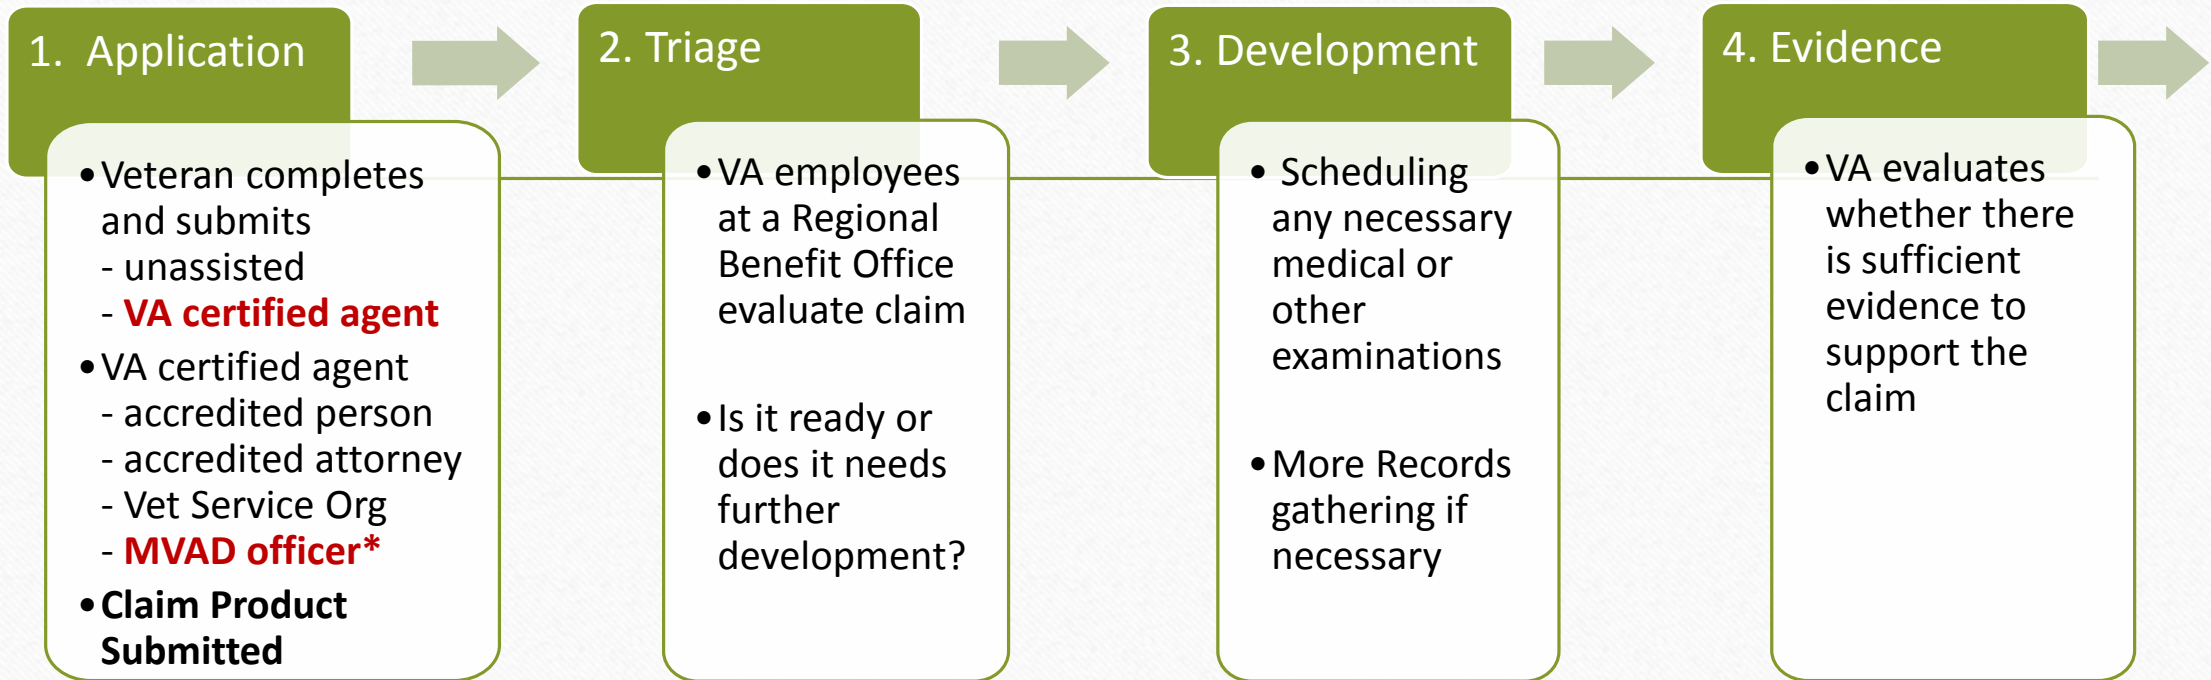 1. Application
•Veteran completes
and submits
- unassisted
- VA certified agent
•VA certified agent
- accredited person
- accredited attorney
- Vet Service Org
- MVAD officer*
•Claim Product
Submitted
2. Triage
•VA employees
at a Regional
Benefit Office
evaluate claim
•Is it ready or
does it needs
further
development?
3. Development
• Scheduling
any necessary
medical or
other
examinations
•More Records
gathering if
necessary
4. Evidence
•VA evaluates
whether there
is sufficient
evidence to
support the
claim